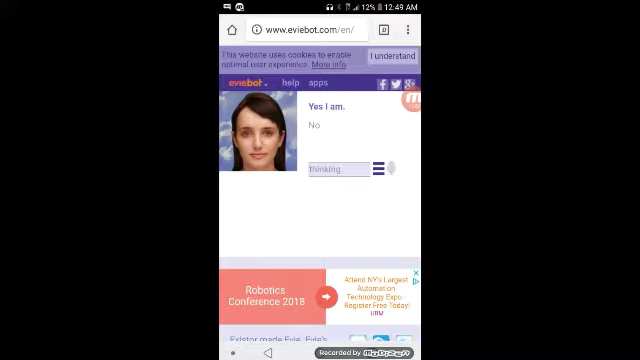 12% 12:49 AM
www.eviebot.com/en/
This website uses cookies to enable
optimal user experience. More info
I understand
eviebot help apps
Yes I am.
No
thinking
Robotics
Conference 2018
Attend NY's Largest
Automation
Technology Expo -
Register Free Today!
UBM
Existor made Evie. Evie's
Recorded by